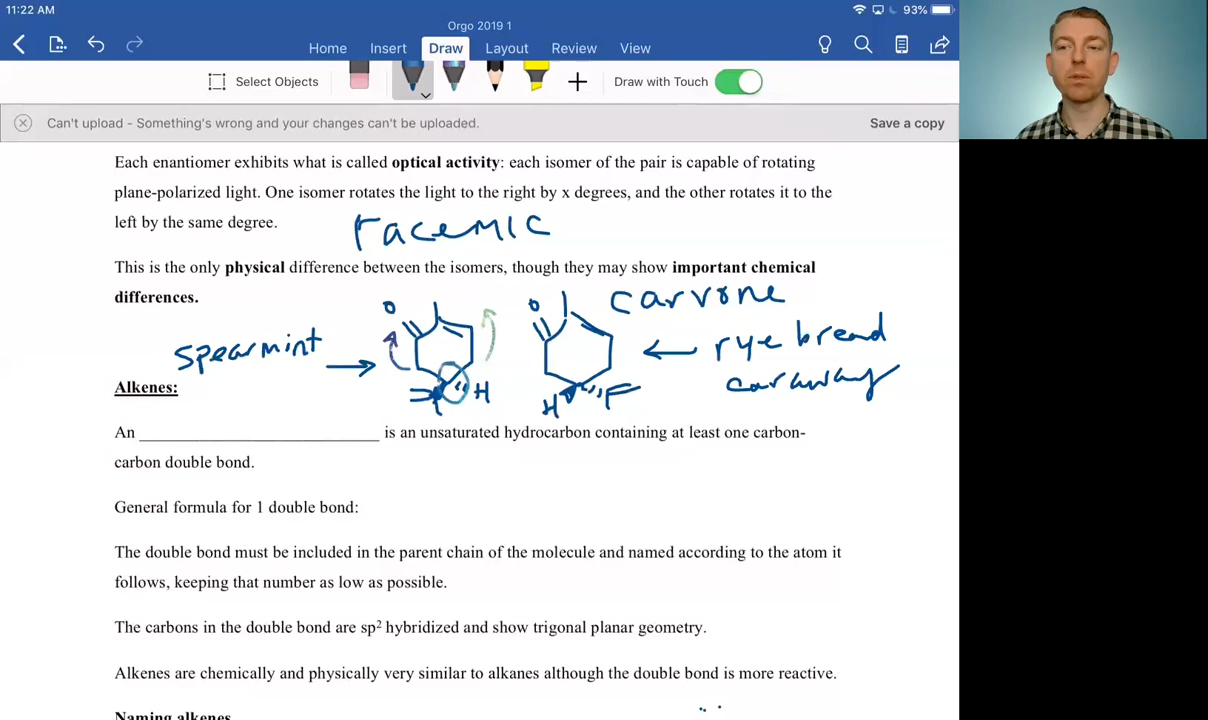 11:22 AM
93%
Orgo 2019 1
Home Insert Draw Layout Review View
Select Objects
Draw with Touch
Can't upload - Something's wrong and your changes can't be uploaded.
Save a copy
Each enantiomer exhibits what is called optical activity: each isomer of the pair is capable of rotating
plane-polarized light. One isomer rotates the light to the right by x degrees, and the other rotates it to the
left by the same degree.
racemic
This is the only physical difference between the isomers, though they may show important chemical
differences.
carvone
O
O
spearmint
rye bread
caraway
H
H
Alkenes:
An ____________________________ is an unsaturated hydrocarbon containing at least one carbon-
carbon double bond.
General formula for 1 double bond:
The double bond must be included in the parent chain of the molecule and named according to the atom it
follows, keeping that number as low as possible.
The carbons in the double bond are sp² hybridized and show trigonal planar geometry.
Alkenes are chemically and physically very similar to alkanes although the double bond is more reactive.
Naming alkenes